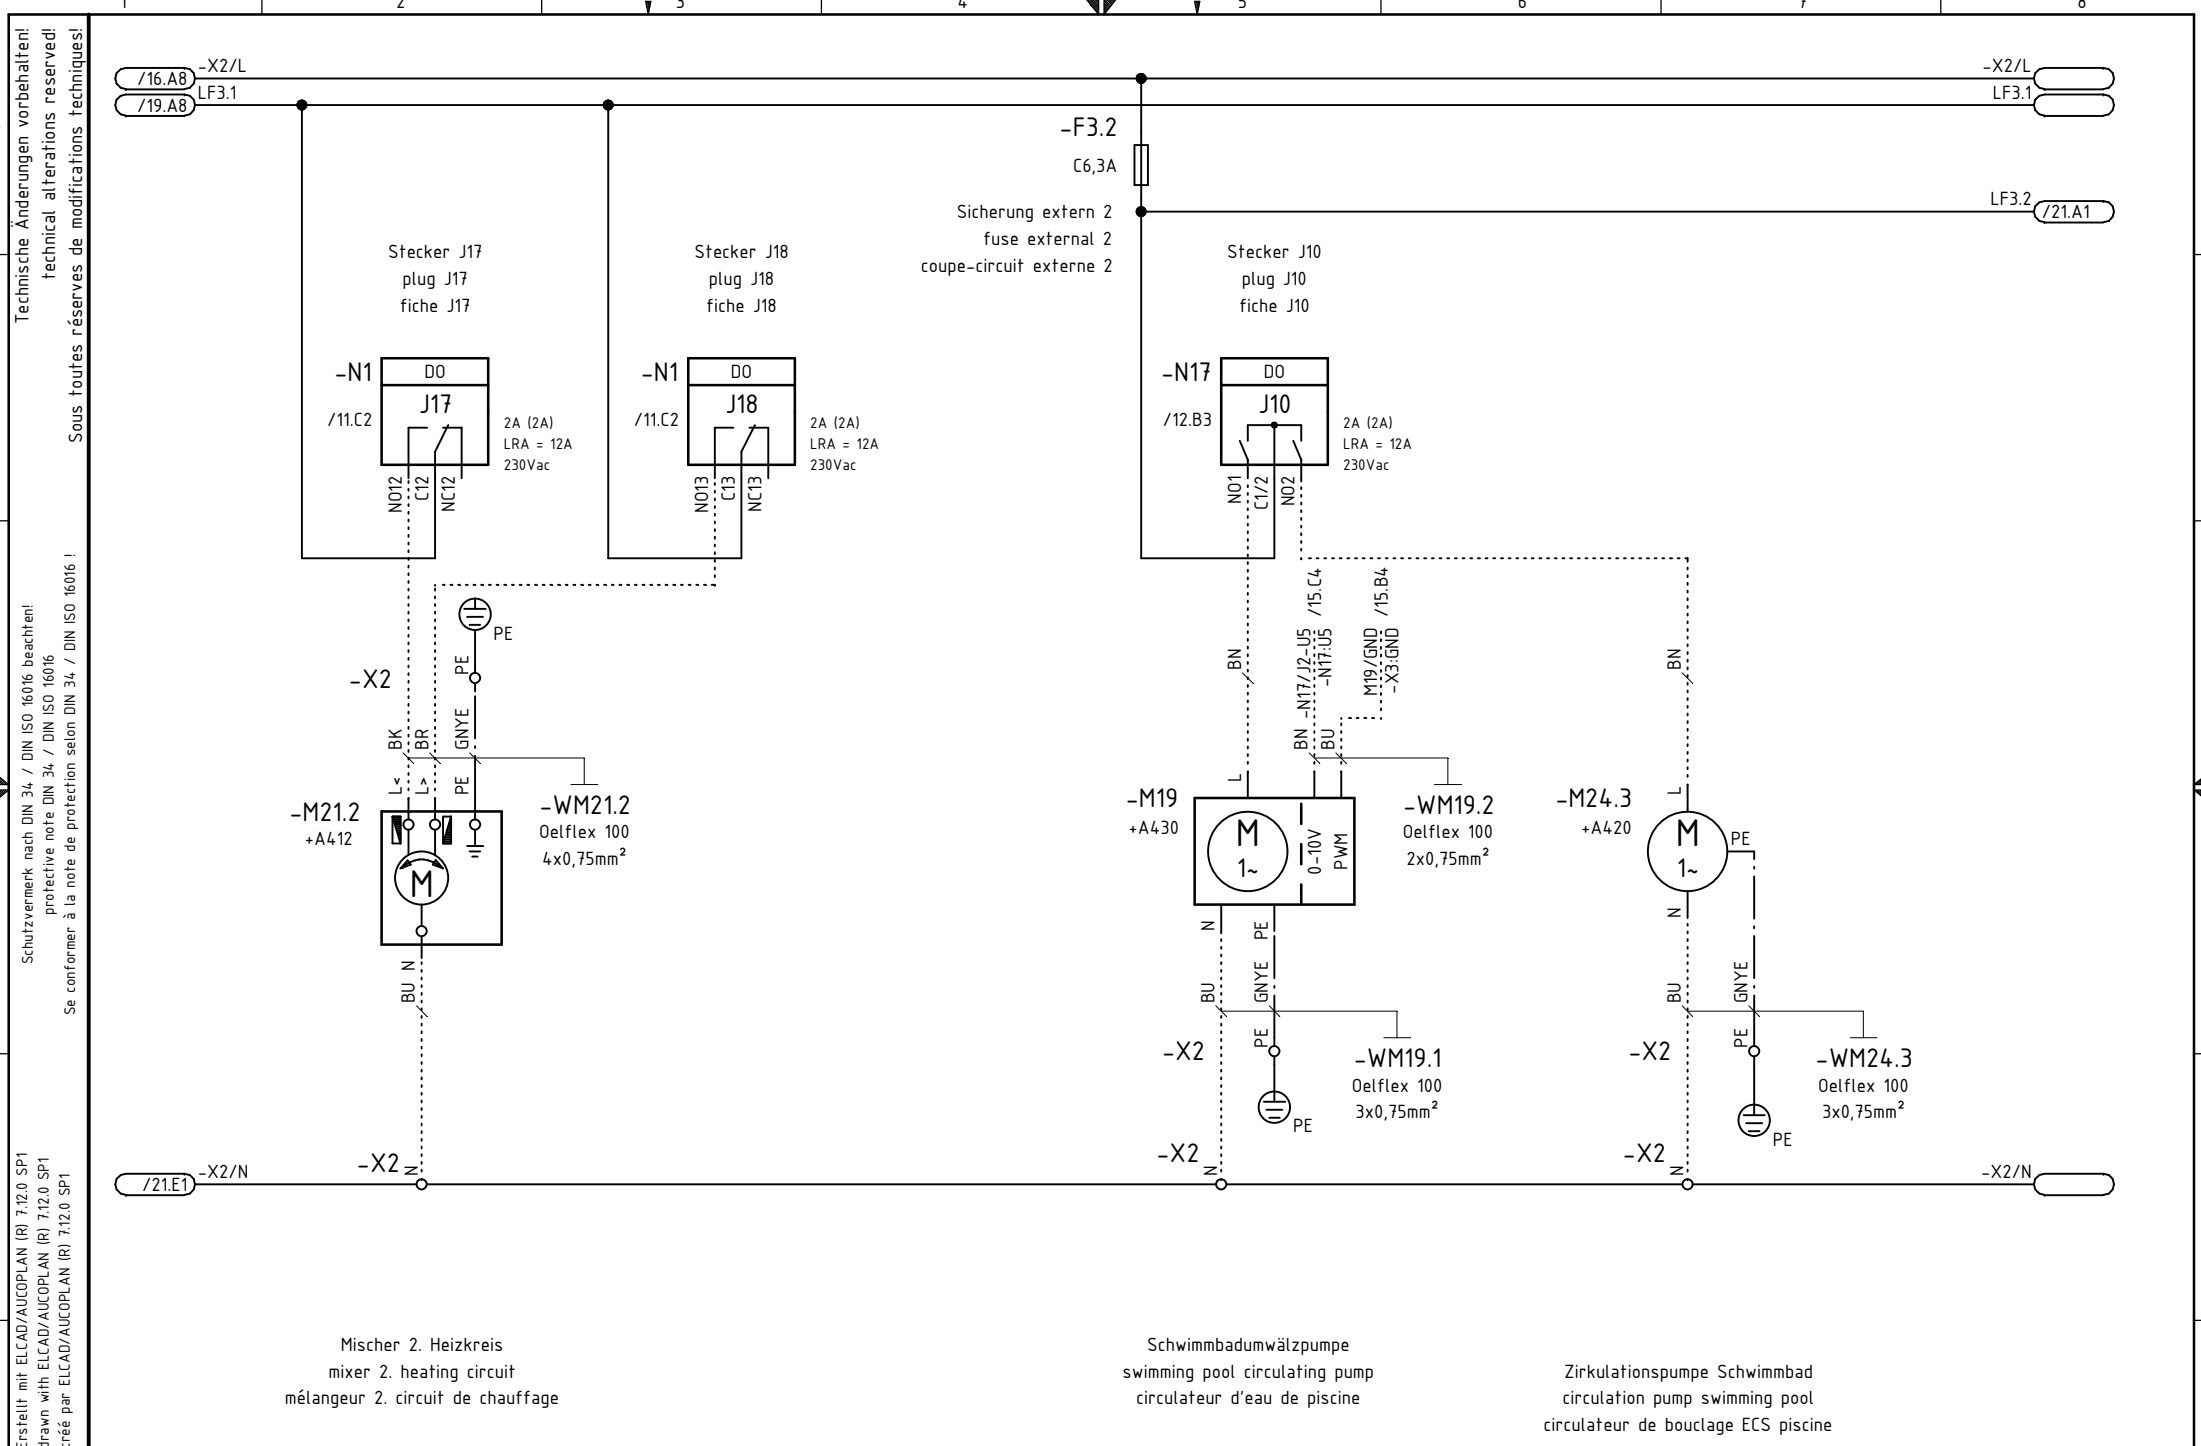 1 2 3 4 5 6 7 8
Technische Änderungen vorbehalten!
technical alterations reserved!
Sous toutes réserves de modifications techniques!
Schutzvermerk nach DIN 34 / DIN ISO 16016 beachten!
protective note DIN 34 / DIN ISO 16016
Se conformer à la note de protection selon DIN 34 / DIN ISO 16016 !
Erstellt mit ELCAD/AUCOPLAN (R) 7.12.0 SP1
drawn with ELCAD/AUCOPLAN (R) 7.12.0 SP1
créé par ELCAD/AUCOPLAN (R) 7.12.0 SP1
/16.A8 -X2/L -X2/L
/19.A8 LF3.1 LF3.1
-F3.2
C6,3A
Sicherung extern 2
fuse external 2
coupe-circuit externe 2
LF3.2 /21.A1
Stecker J17
plug J17
fiche J17
Stecker J18
plug J18
fiche J18
Stecker J10
plug J10
fiche J10
-N1
/11.C2
DO
J17
2A (2A)
LRA = 12A
230Vac
NO12
C12
NC12
-N1
/11.C2
DO
J18
2A (2A)
LRA = 12A
230Vac
NO13
C13
NC13
-N17
/12.B3
DO
J10
2A (2A)
LRA = 12A
230Vac
NO1
C1/2
NO2
PE
PE
-X2
BK
BR
GNYE
L<
L>
PE
-M21.2
+A412
M
-WM21.2
Oelflex 100
4x0,75mm²
BU N
-X2
N
BN
-N17/J2-U5 /15.C4
-N17:U5
M19/GND /15.B4
-X3:GND
BN
BU
L
-M19
+A430
M
1~
0-10V
PWM
-WM19.2
Oelflex 100
2x0,75mm²
N
PE
BU
GNYE
-X2
PE
PE
-WM19.1
Oelflex 100
3x0,75mm²
-X2
N
BN
L
-M24.3
+A420
M
1~
PE
N
BU
GNYE
-X2
PE
PE
-WM24.3
Oelflex 100
3x0,75mm²
-X2
N
/21.E1 -X2/N -X2/N
Mischer 2. Heizkreis
mixer 2. heating circuit
mélangeur 2. circuit de chauffage
Schwimmbadumwälzpumpe
swimming pool circulating pump
circulateur d'eau de piscine
Zirkulationspumpe Schwimmbad
circulation pump swimming pool
circulateur de bouclage ECS piscine